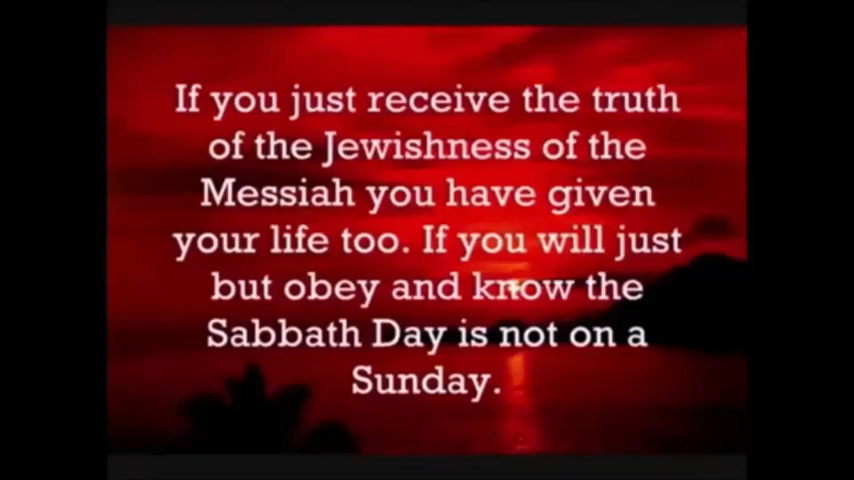 If you just receive the truth
of the Jewishness of the
Messiah you have given
your life too. If you will just
but obey and know the
Sabbath Day is not on a
Sunday.